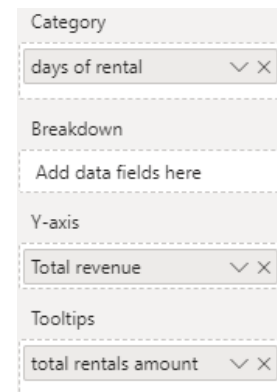 Category
days of rental
Breakdown
Add data fields here
Y-axis
Total revenue
Tooltips
total rentals amount